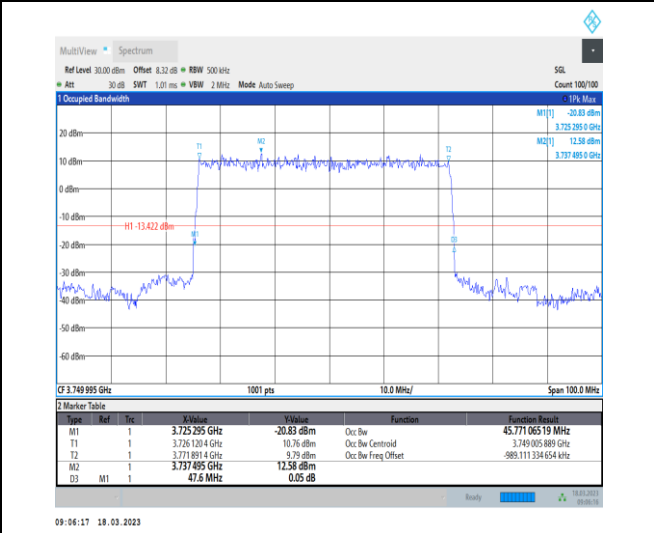 MultiView Spectrum
Ref Level 30.00 dBm Offset 8.32 dB RBW 500 kHz SGL
Att 30 dB SWT 1.01 ms VBW 2 MHz Mode Auto Sweep Count 100/100
1 Occupied Bandwidth 1Pk Max
M1[1] -20.83 dBm
3.725 295 0 GHz
M2[1] 12.58 dBm
3.737 495 0 GHz
20 dBm
T1 M2 T2
10 dBm
0 dBm
-10 dBm
H1 -13.422 dBm
M1 D3
-20 dBm
-30 dBm
-40 dBm
-50 dBm
-60 dBm
CF 3.749 995 GHz 1001 pts 10.0 MHz/ Span 100.0 MHz
2 Marker Table
Type Ref Trc X-Value Y-Value Function Function Result
M1 1 3.725 295 GHz -20.83 dBm Occ Bw 45.771 065 19 MHz
T1 1 3.726 120 4 GHz 10.76 dBm Occ Bw Centroid 3.749 005 889 GHz
T2 1 3.771 891 4 GHz 9.79 dBm Occ Bw Freq Offset -989.111 334 654 kHz
M2 1 3.737 495 GHz 12.58 dBm
D3 M1 1 47.6 MHz 0.05 dB
Ready 18.03.2023
09:06:16
09:06:17 18.03.2023